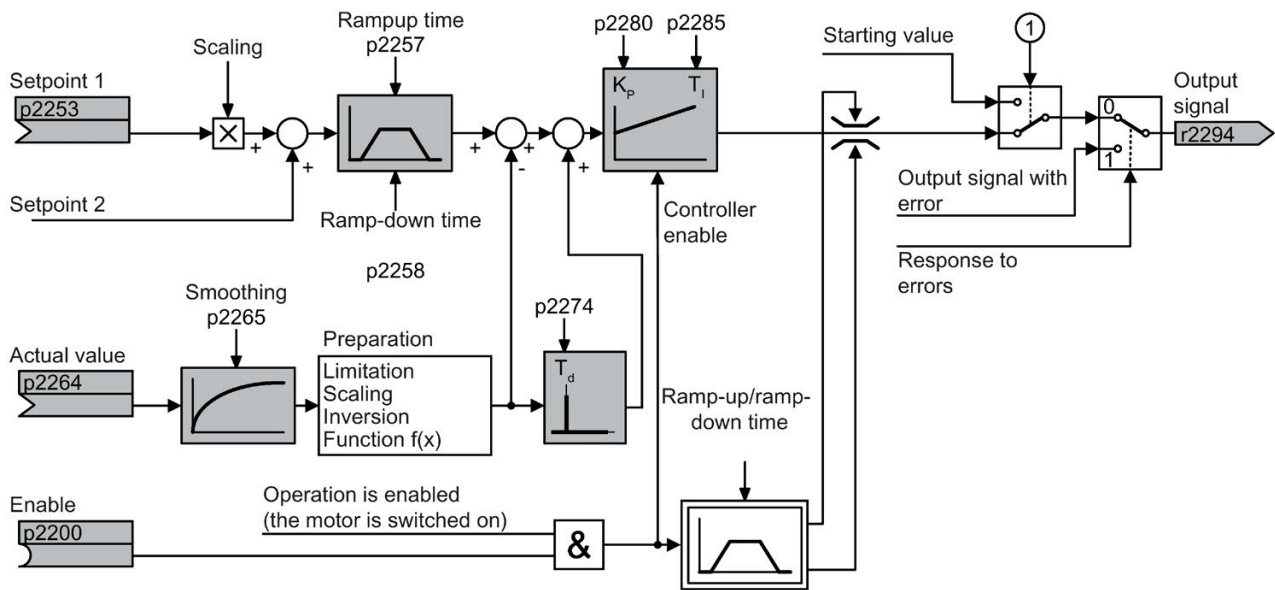 Rampup time
p2257
p2280
p2285
1
Scaling
Starting value
Setpoint 1
p2253
K_P
T_I
Output
signal
r2294
×
+
+
+
+
-
+
0
1
Setpoint 2
Ramp-down time
p2258
Controller
enable
Output signal with
error
Response to
errors
Smoothing
p2265
p2274
Preparation
Actual value
p2264
Limitation
Scaling
Inversion
Function f(x)
T_d
Ramp-up/ramp-
down time
Enable
p2200
Operation is enabled
(the motor is switched on)
&